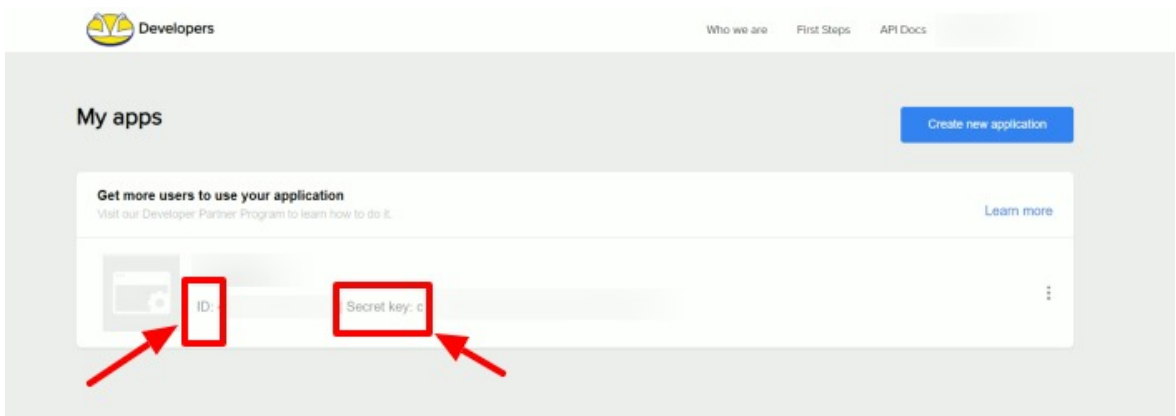 Developers
Who we are First Steps API Docs
My apps
Create new application
Get more users to use your application
Visit our Developer Partner Program to learn how to do it.
Learn more
ID:
| Secret key: c